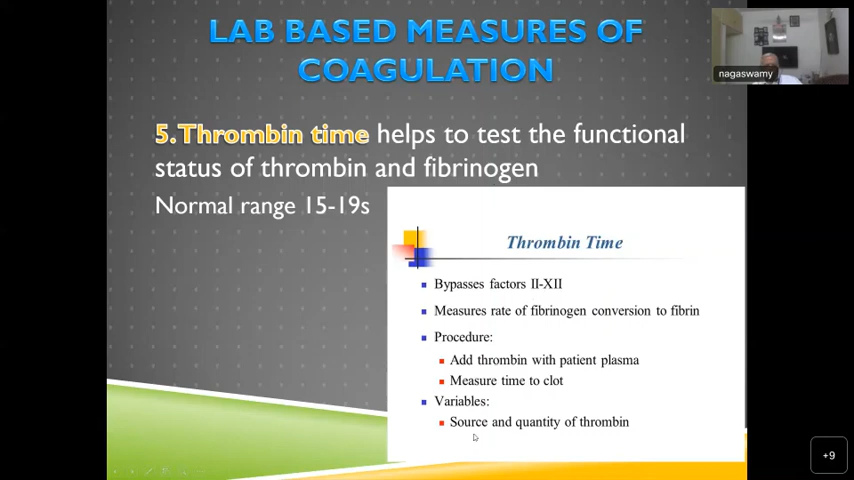 LAB BASED MEASURES OF
COAGULATION
nagaswamy
5.Thrombin time helps to test the functional
status of thrombin and fibrinogen
Normal range 15-19s
Thrombin Time
Bypasses factors II-XII
Measures rate of fibrinogen conversion to fibrin
Procedure:
Add thrombin with patient plasma
Measure time to clot
Variables:
Source and quantity of thrombin
+9